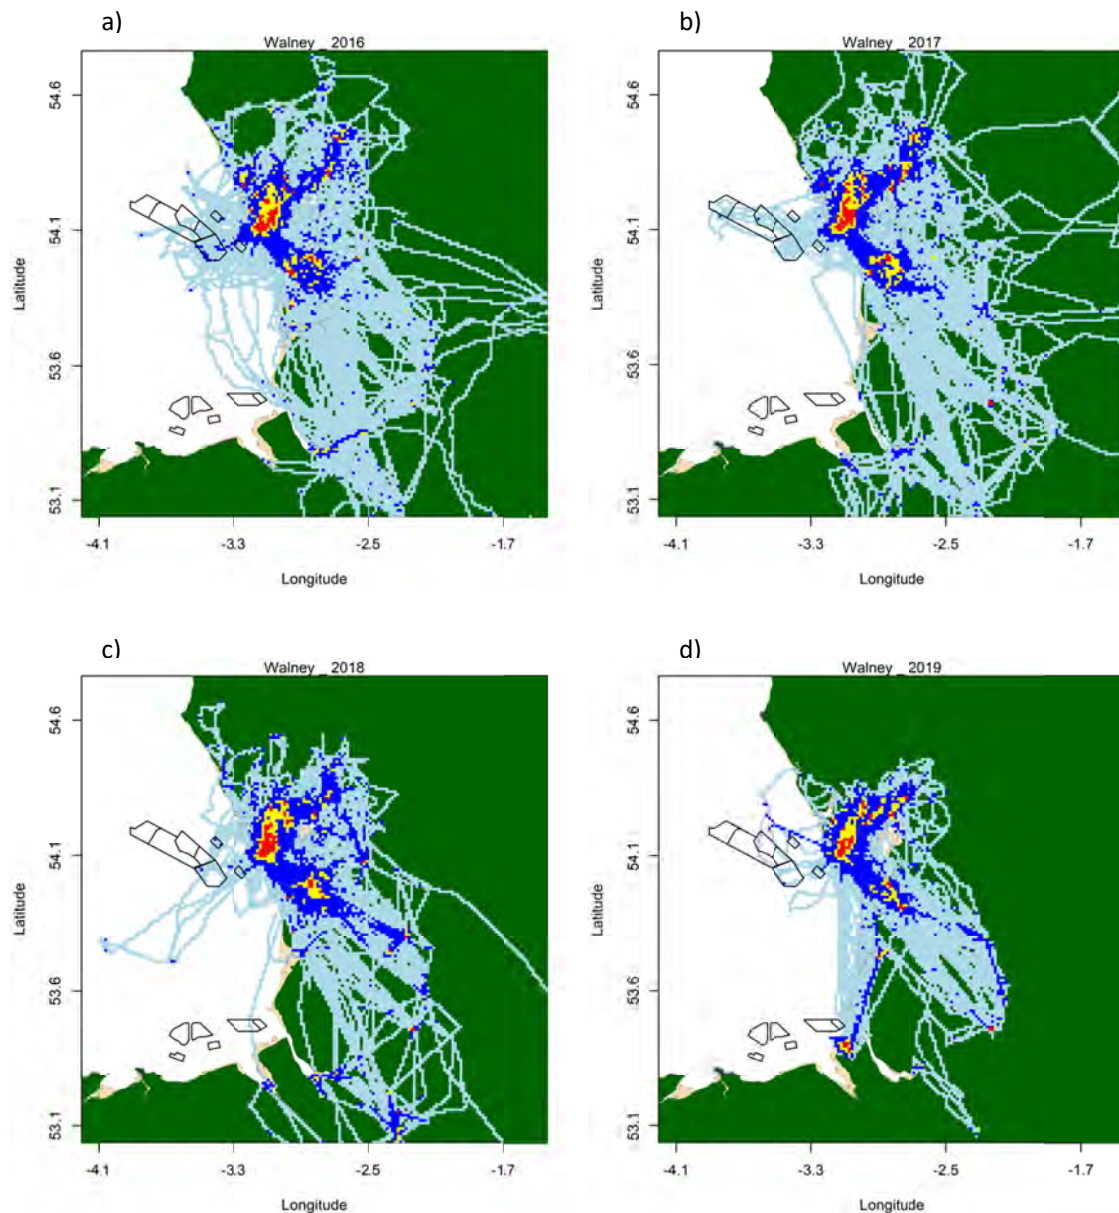 a)
Walney _ 2016
54.6
54.1
53.6
53.1
Latitude
-4.1 -3.3 -2.5 -1.7
Longitude
b)
Walney _ 2017
54.6
54.1
53.6
53.1
Latitude
-4.1 -3.3 -2.5 -1.7
Longitude
c)
Walney _ 2018
54.6
54.1
53.6
53.1
Latitude
-4.1 -3.3 -2.5 -1.7
Longitude
d)
Walney _ 2019
54.6
54.1
53.6
53.1
Latitude
-4.1 -3.3 -2.5 -1.7
Longitude